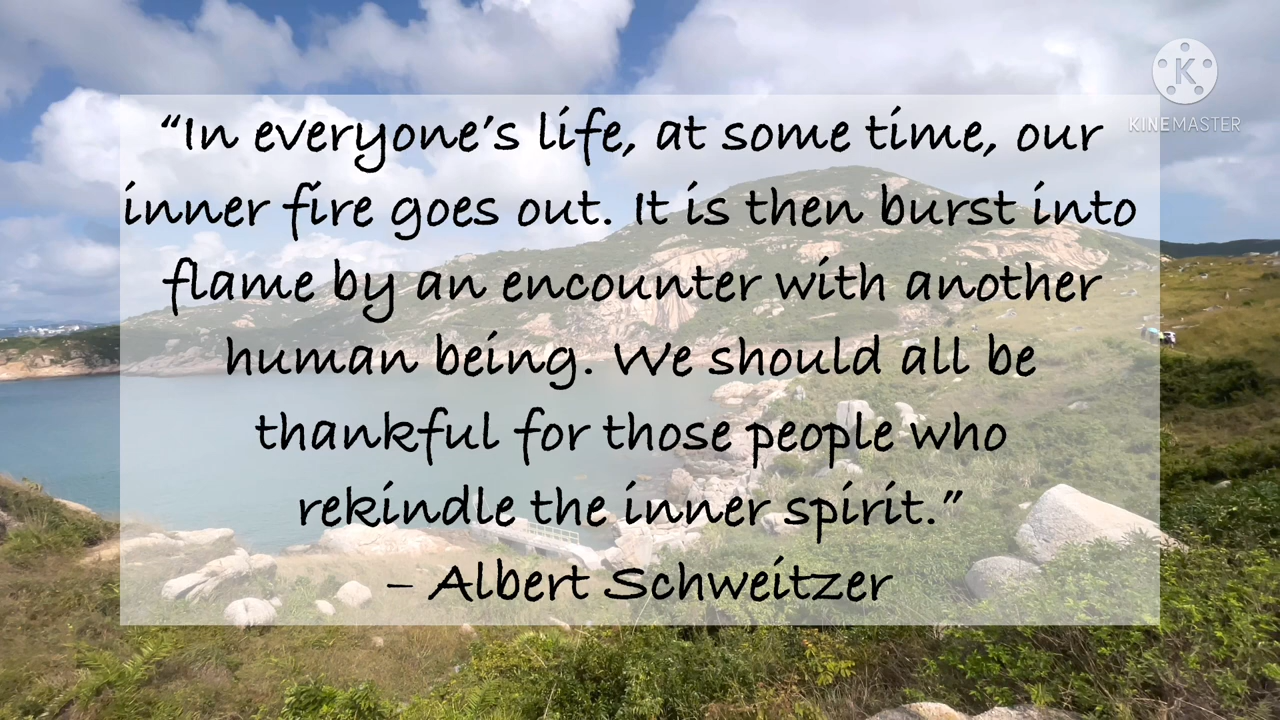 K
KINEMASTER
“In everyone’s life, at some time, our
inner fire goes out. It is then burst into
flame by an encounter with another
human being. We should all be
thankful for those people who
rekindle the inner spirit.”
– Albert Schweitzer